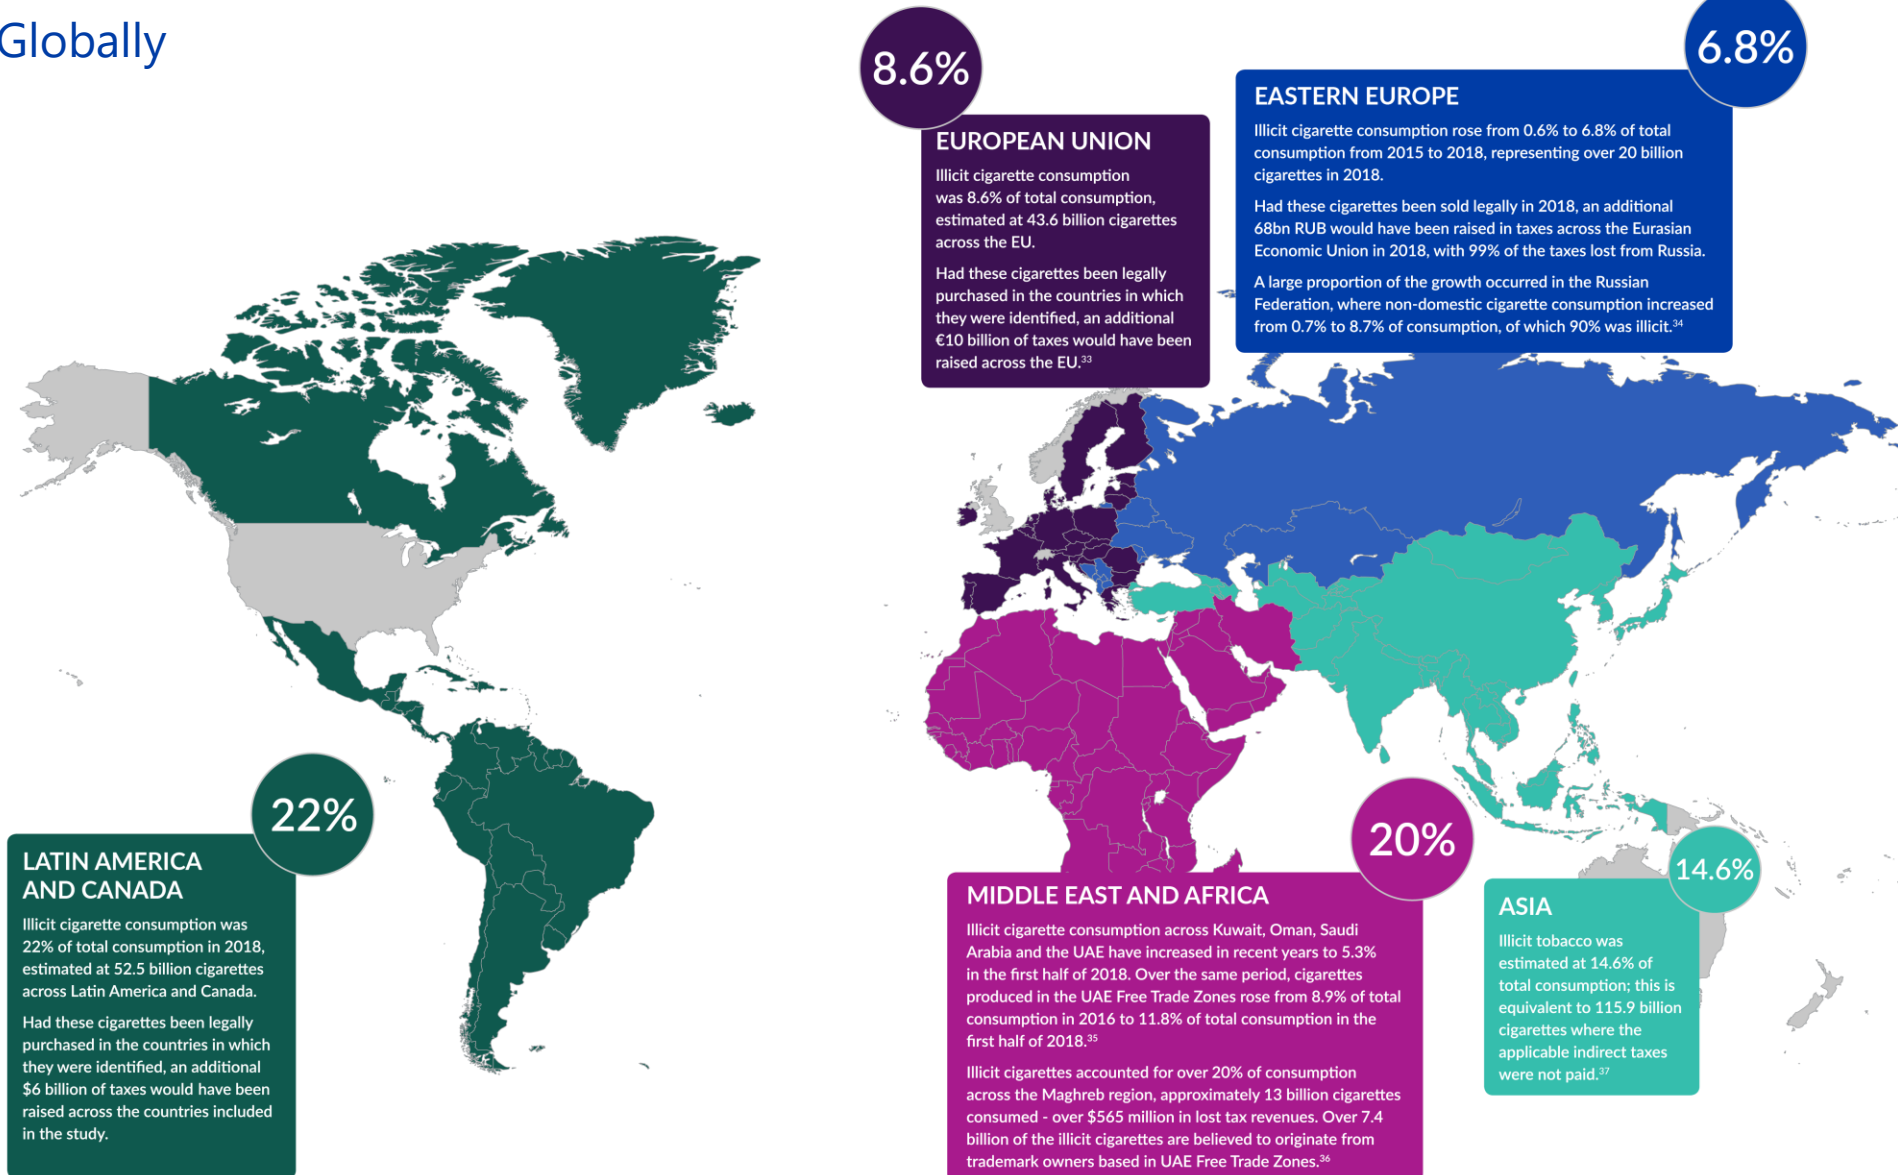 Globally
8.6%
EUROPEAN UNION
Illicit cigarette consumption
was 8.6% of total consumption,
estimated at 43.6 billion cigarettes
across the EU.
Had these cigarettes been legally
purchased in the countries in which
they were identified, an additional
€10 billion of taxes would have been
raised across the EU.33
6.8%
EASTERN EUROPE
Illicit cigarette consumption rose from 0.6% to 6.8% of total
consumption from 2015 to 2018, representing over 20 billion
cigarettes in 2018.
Had these cigarettes been sold legally in 2018, an additional
68bn RUB would have been raised in taxes across the Eurasian
Economic Union in 2018, with 99% of the taxes lost from Russia.
A large proportion of the growth occurred in the Russian
Federation, where non-domestic cigarette consumption increased
from 0.7% to 8.7% of consumption, of which 90% was illicit.34
22%
LATIN AMERICA
AND CANADA
Illicit cigarette consumption was
22% of total consumption in 2018,
estimated at 52.5 billion cigarettes
across Latin America and Canada.
Had these cigarettes been legally
purchased in the countries in which
they were identified, an additional
$6 billion of taxes would have been
raised across the countries included
in the study.
20%
MIDDLE EAST AND AFRICA
Illicit cigarette consumption across Kuwait, Oman, Saudi
Arabia and the UAE have increased in recent years to 5.3%
in the first half of 2018. Over the same period, cigarettes
produced in the UAE Free Trade Zones rose from 8.9% of total
consumption in 2016 to 11.8% of total consumption in the
first half of 2018.35
Illicit cigarettes accounted for over 20% of consumption
across the Maghreb region, approximately 13 billion cigarettes
consumed - over $565 million in lost tax revenues. Over 7.4
billion of the illicit cigarettes are believed to originate from
trademark owners based in UAE Free Trade Zones.36
14.6%
ASIA
Illicit tobacco was
estimated at 14.6% of
total consumption; this is
equivalent to 115.9 billion
cigarettes where the
applicable indirect taxes
were not paid.37